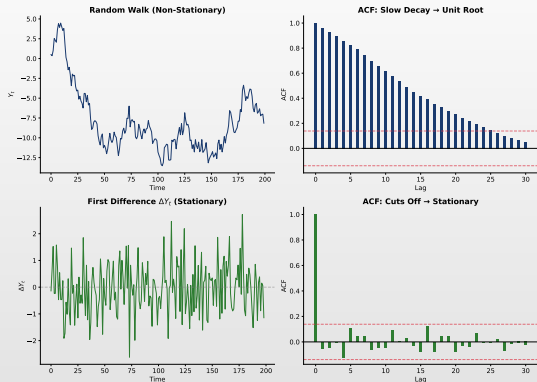 Random Walk (Non-Stationary)
5.0
2.5
0.0
−2.5
−5.0
−7.5
−10.0
−12.5
Yt
0 25 50 75 100 125 150 175 200
Time
ACF: Slow Decay → Unit Root
1.0
0.8
0.6
0.4
0.2
0.0
ACF
0 5 10 15 20 25 30
Lag
First Difference ΔYt (Stationary)
2
1
0
−1
−2
ΔYt
0 25 50 75 100 125 150 175 200
Time
ACF: Cuts Off → Stationary
1.0
0.8
0.6
0.4
0.2
0.0
ACF
0 5 10 15 20 25 30
Lag